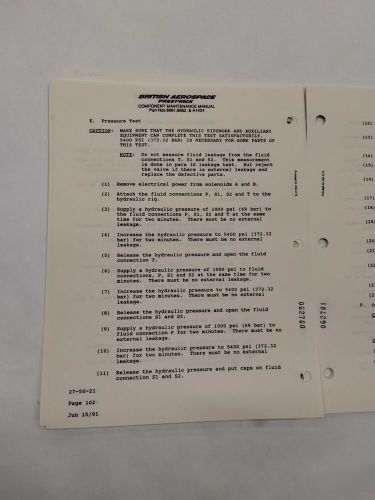 BRITISH AEROSPACE
PRESTWICK
COMPONENT MAINTENANCE MANUAL
E. Pressure Test
CAUTION: MAKE SURE THAT THE HYDRAULIC PIPEWORK AND AUXILIARY
EQUIPMENT CAN COMPLETE THIS TEST SATISFACTORILY.
5400 PSI (372.32 BAR) IS NECESSARY FOR SOME PARTS OF
THIS TEST.
NOTE: Do not measure fluid leakage from the fluid
connections T, S1 and S2. This measurement
is done in para 1G leakage test. But reject
the valve if there is external leakage and
replace the defective parts.
(1) Remove electrical power from solenoids A and B.
(2) Attach the fluid connections P, S1, S2 and T to the
hydraulic rig.
(3) Supply a hydraulic pressure of 1000 psi (69 bar) to
the fluid connections P, S1, S2 and T at the same
time for two minutes. There must be no external
leakage.
(4) Increase the hydraulic pressure to 5400 psi (372.32
bar) for two minutes. There must be no external
leakage.
(5) Release the hydraulic pressure and open the fluid
connection T.
(6) Supply a hydraulic pressure of 1000 psi to fluid
connections, P, S1 and S2 at the same time for two
minutes. There must be no external leakage.
(7) Increase the hydraulic pressure to 5400 psi (372.32
bar) for two minutes. There must be no external
leakage.
(8) Release the hydraulic pressure and open the fluid
connections S1 and S2.
(9) Supply a hydraulic pressure of 1000 psi (69 bar) to
fluid connection P for two minutes. There must be no
external leakage.
(10) Increase the hydraulic pressure to 5400 psi (372.32
bar) for two minutes. There must be no external
leakage.
(11) Release the hydraulic pressure and put caps on fluid
connection S1 and S2.
27-50-21
Page 102
Jun 15/91
(12)
(13)
(14)
(15)
(16)
(17)
(18)
(19)